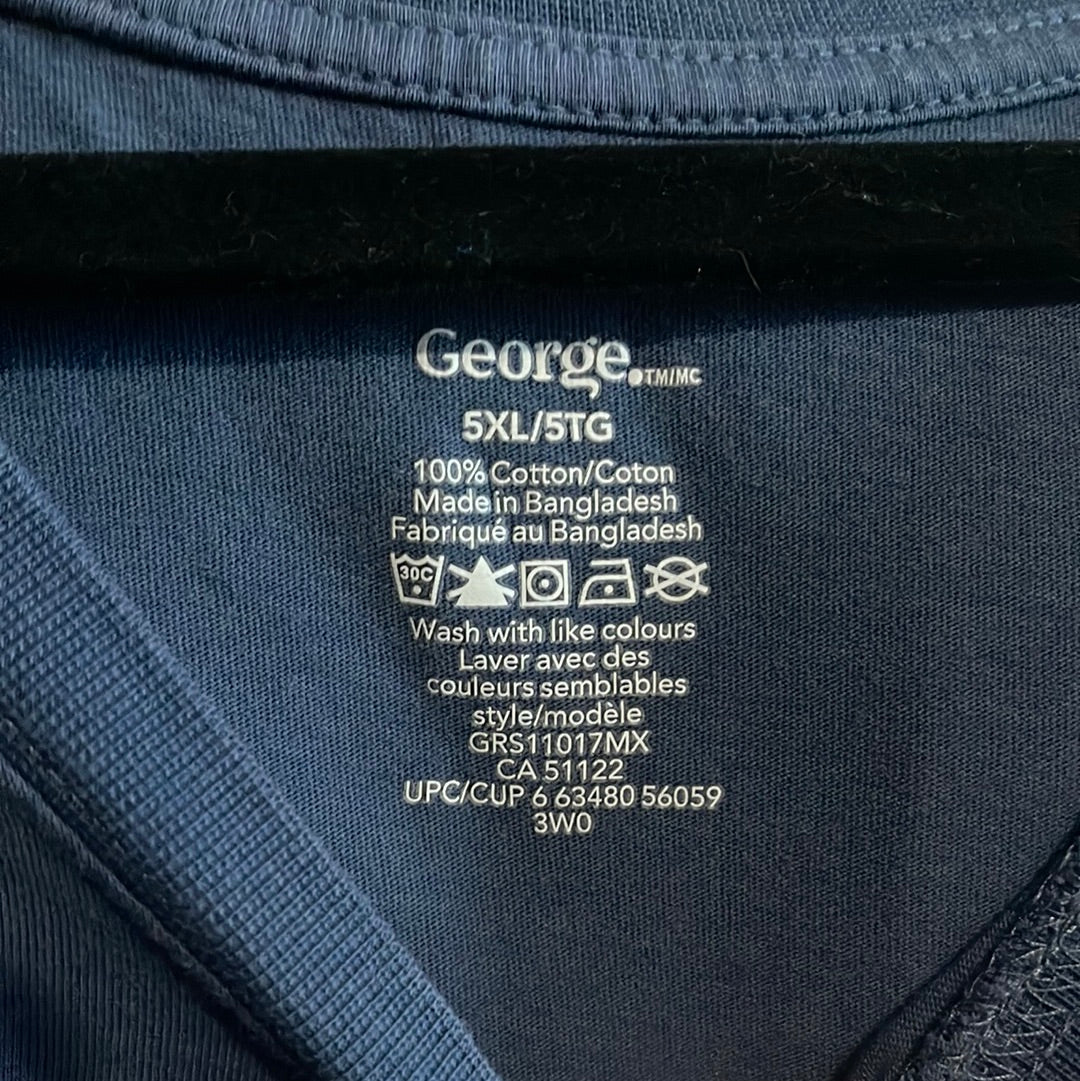 George.TM/MC
5XL/5TG
100% Cotton/Coton
Made in Bangladesh
Fabriqué au Bangladesh
30C
Wash with like colours
Laver avec des
couleurs semblables
style/modèle
GRS11017MX
CA 51122
UPC/CUP 6 63480 56059
3W0